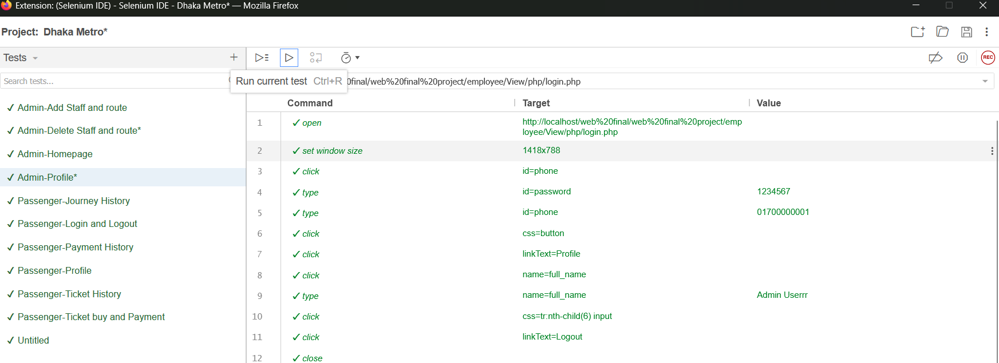 Extension: (Selenium IDE) - Selenium IDE - Dhaka Metro* — Mozilla Firefox
Project: Dhaka Metro*
Tests
REC
Search tests...
Run current test Ctrl+R
final/web%20final%20project/employee/View/php/login.php
Command Target Value
Admin-Add Staff and route
Admin-Delete Staff and route*
Admin-Homepage
Admin-Profile*
Passenger-Journey History
Passenger-Login and Logout
Passenger-Payment History
Passenger-Profile
Passenger-Ticket History
Passenger-Ticket buy and Payment
Untitled
1 ✓ open http://localhost/web%20final/web%20final%20project/emp
loyee/View/php/login.php
2 ✓ set window size 1418x788
3 ✓ click id=phone
4 ✓ type id=password 1234567
5 ✓ type id=phone 01700000001
6 ✓ click css=button
7 ✓ click linkText=Profile
8 ✓ click name=full_name
9 ✓ type name=full_name Admin Userrr
10 ✓ click css=tr:nth-child(6) input
11 ✓ click linkText=Logout
12 ✓ close